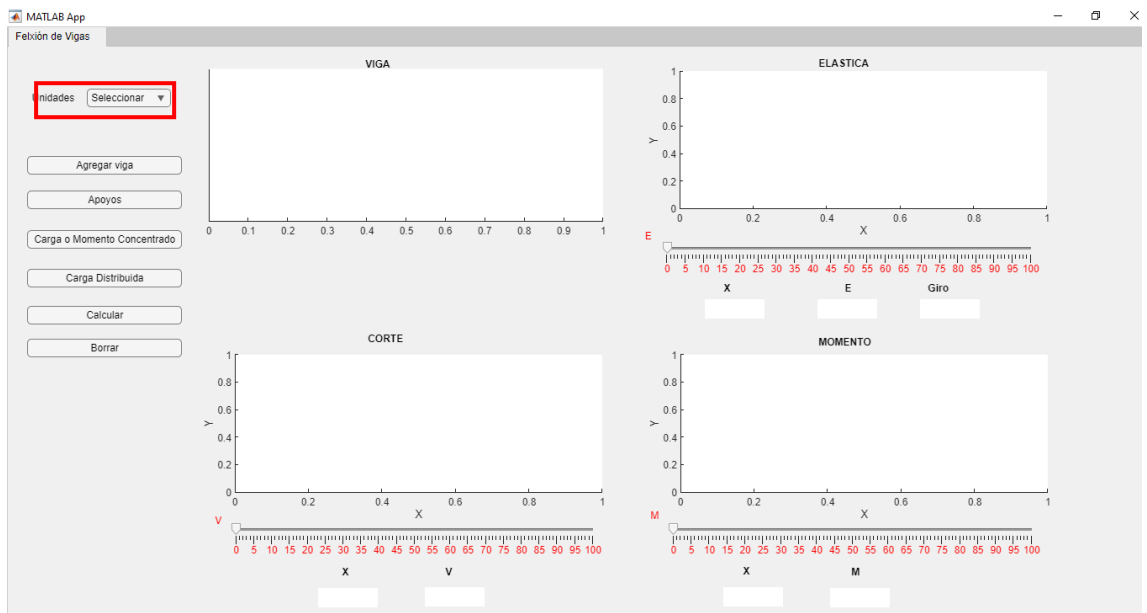 MATLAB App
Felxión de Vigas
Unidades Seleccionar
Agregar viga
Apoyos
Carga o Momento Concentrado
Carga Distribuida
Calcular
Borrar
VIGA
0 0.1 0.2 0.3 0.4 0.5 0.6 0.7 0.8 0.9 1
ELASTICA
1
0.8
0.6
Y
0.4
0.2
0
0 0.2 0.4 0.6 0.8 1
X
E
0 5 10 15 20 25 30 35 40 45 50 55 60 65 70 75 80 85 90 95 100
X E Giro
CORTE
1
0.8
0.6
Y
0.4
0.2
0
0 0.2 0.4 0.6 0.8 1
X
V
0 5 10 15 20 25 30 35 40 45 50 55 60 65 70 75 80 85 90 95 100
X V
MOMENTO
1
0.8
0.6
Y
0.4
0.2
0
0 0.2 0.4 0.6 0.8 1
X
M
0 5 10 15 20 25 30 35 40 45 50 55 60 65 70 75 80 85 90 95 100
X M